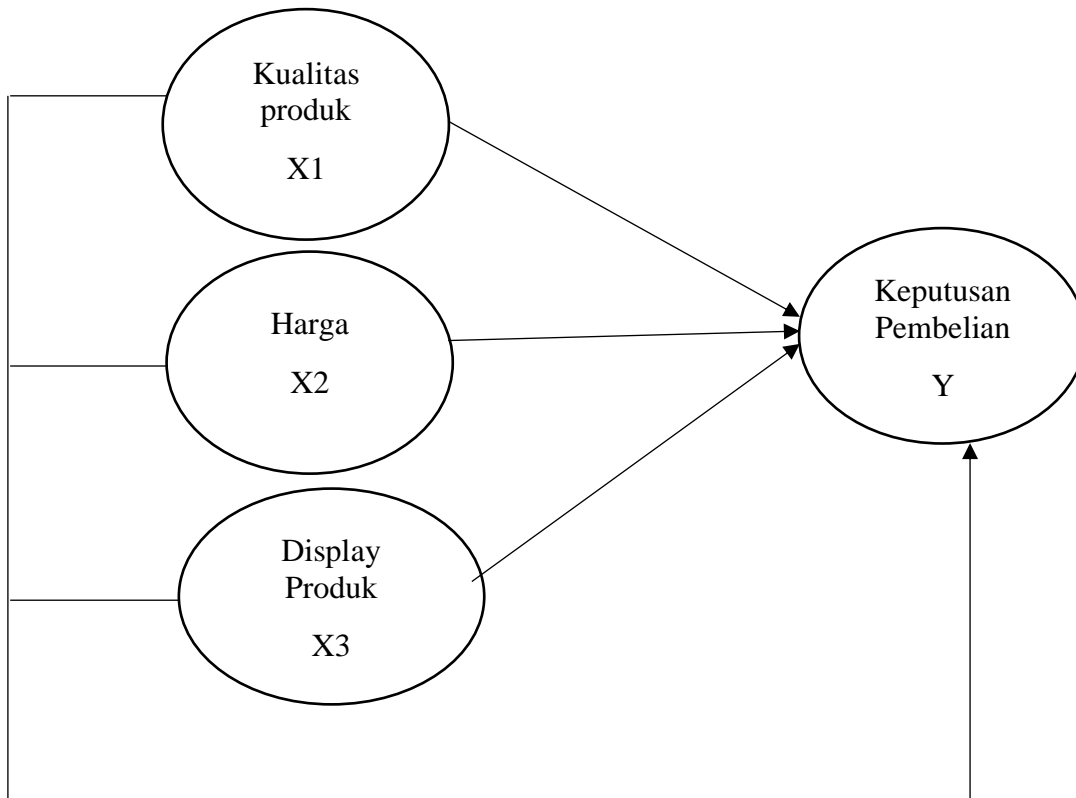 Kualitas
produk
X1
Harga
X2
Display
Produk
X3
Keputusan
Pembelian
Y